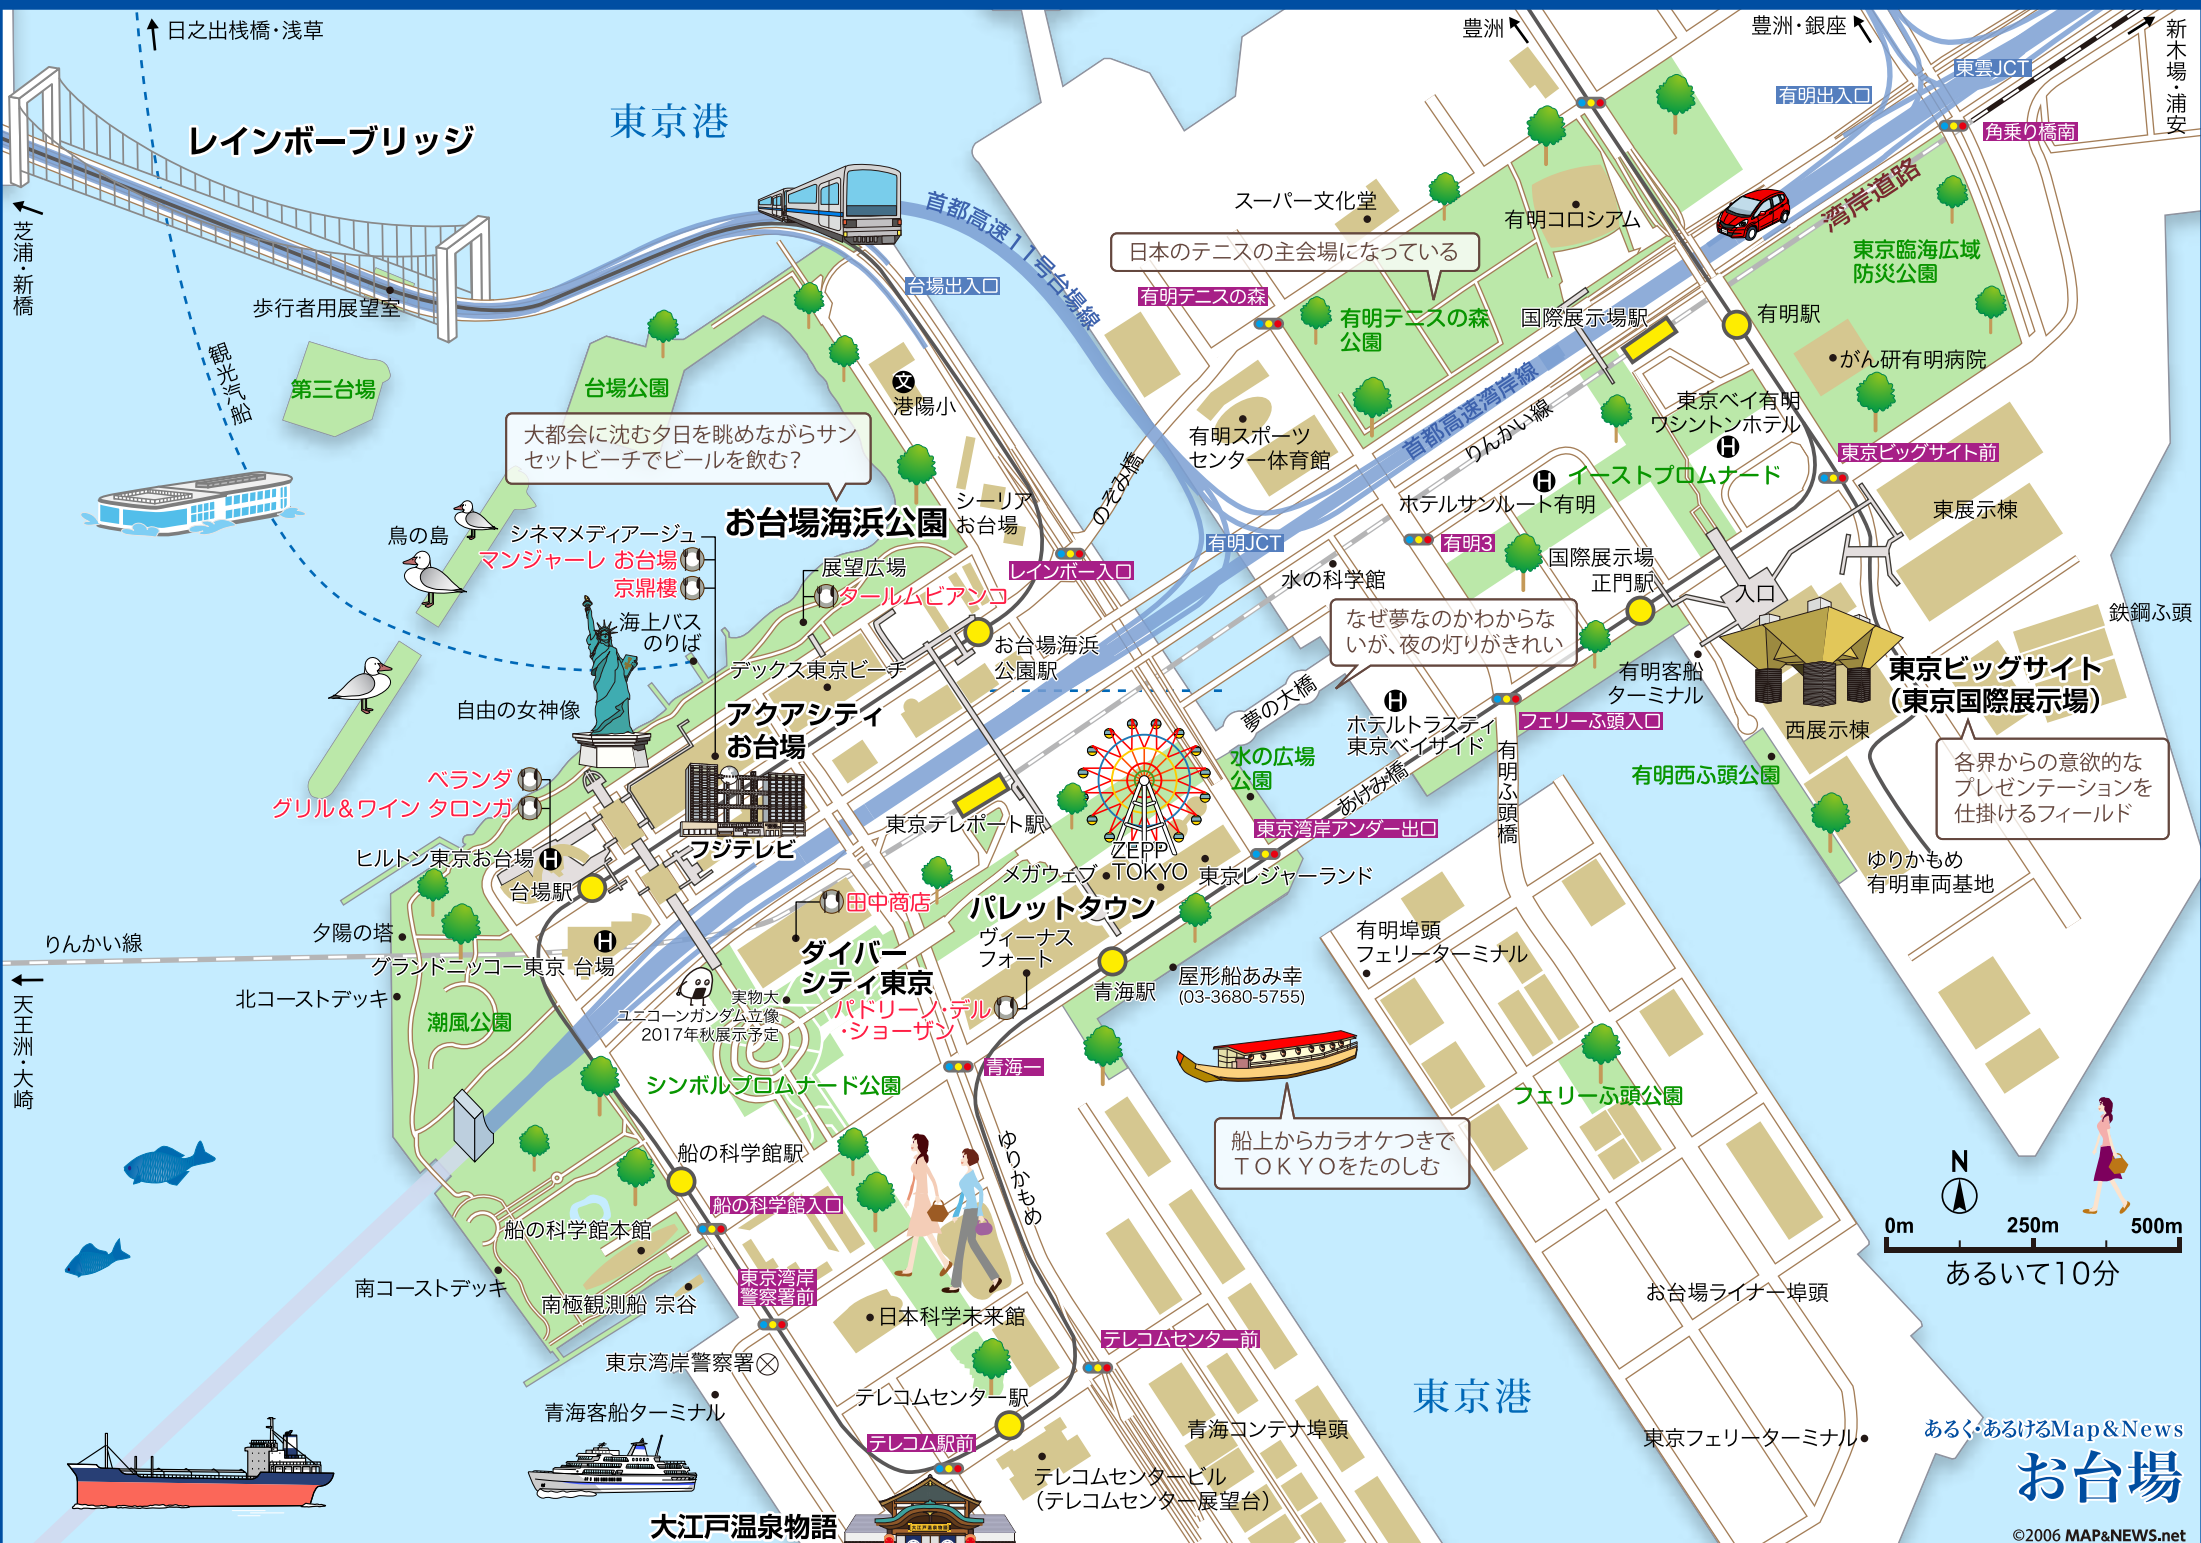 日之出桟橋・浅草
レインボーブリッジ
東京港
豊洲
豊洲・銀座
新木場・浦安
東雲JCT
有明出入口
角乗り橋南
湾岸道路
首都高速11号台場線
スーパー文化堂
有明コロシアム
日本のテニスの主会場になっている
東京臨海広域
防災公園
芝浦・新橋
歩行者用展望室
台場出入口
有明テニスの森
有明テニスの森
公園
国際展示場駅
有明駅
がん研有明病院
観光汽船
第三台場
台場公園
港陽小
文
大都会に沈む夕日を眺めながらサン
セットビーチでビールを飲む?
有明スポーツ
センター体育館
首都高速湾岸線
りんかい線
東京ベイ有明
ワシントンホテル
H
東京ビッグサイト前
イーストプロムナード
H
ホテルサンルート有明
東展示棟
のぞみ橋
シーリア
お台場
お台場海浜公園
鳥の島
シネマメディアージュ
マンジャーレ お台場
京鼎樓
展望広場
タールムビアンコ
レインボー入口
有明JCT
有明3
水の科学館
国際展示場
正門駅
入口
鉄鋼ふ頭
海上バス
のりば
お台場海浜
公園駅
なぜ夢なのかわからな
いが、夜の灯りがきれい
デックス東京ビーチ
自由の女神像
アクアシティ
お台場
夢の大橋
H
ホテルトラスティ
東京ベイサイド
フェリーふ頭入口
有明客船
ターミナル
東京ビッグサイト
(東京国際展示場)
西展示棟
各界からの意欲的な
プレゼンテーションを
仕掛けるフィールド
水の広場
公園
有明西ふ頭公園
有明ふ頭橋
あけみ橋
ベランダ
グリル&ワイン タロンガ
フジテレビ
東京テレポート駅
東京湾岸アンダー出口
ヒルトン東京お台場
H
台場駅
ZEPP
TOKYO
メガウェブ
東京レジャーランド
ゆりかもめ
有明車両基地
田中商店
パレットタウン
夕陽の塔
りんかい線
H
グランドニッコー東京 台場
ダイバー
シティ東京
ヴィーナス
フォート
有明埠頭
フェリーターミナル
北コーストデッキ
天王洲・大崎
潮風公園
実物大
ユニコーンガンダム立像
2017年秋展示予定
パドリーノ・デル
・ショーザン
青海駅
屋形船あみ幸
(03-3680-5755)
青海一
シンボルプロムナード公園
フェリーふ頭公園
船上からカラオケつきで
TOKYOをたのしむ
ゆりかもめ
船の科学館駅
船の科学館入口
船の科学館本館
南コーストデッキ
南極観測船 宗谷
東京湾岸
警察署前
日本科学未来館
N
0m 250m 500m
あるいて10分
お台場ライナー埠頭
東京湾岸警察署
テレコムセンター前
テレコムセンター駅
東京港
青海客船ターミナル
テレコム駅前
青海コンテナ埠頭
東京フェリーターミナル
テレコムセンタービル
(テレコムセンター展望台)
大江戸温泉物語
大江戸温泉物語
あるく・あるけるMap&News
お台場
©2006 MAP&NEWS.net